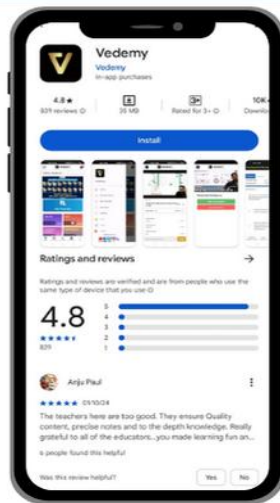 Vedemy
Vedemy
In-app purchases
4.8★
839 reviews
35 MB
3+
Rated for 3+
10K+
Downloa
Install
Ratings and reviews
Ratings and reviews are verified and are from people who use the
same type of device that you use
4.8
5
4
3
2
1
839
Anju Paul
The teachers here are too good. They ensure Quality
content, precise notes and to the depth knowledge. Really
grateful to all of the educators...you made learning fun an...
6 people found this helpful
Was this review helpful?
Yes
No